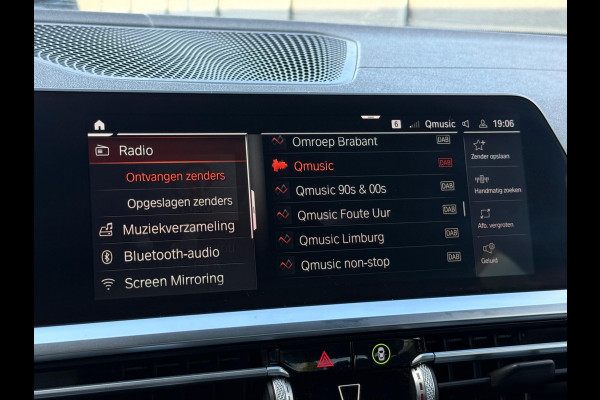 6 Qmusic 19:06
Radio
Ontvangen zenders
Opgeslagen zenders
Muziekverzameling
Bluetooth-audio
Screen Mirroring
Omroep Brabant DAB
Qmusic DAB
Qmusic 90s & 00s DAB
Qmusic Foute Uur DAB
Qmusic Limburg DAB
Qmusic non-stop DAB
Zender opslaan
Handmatig zoeken
Afb. vergroten
Geluid